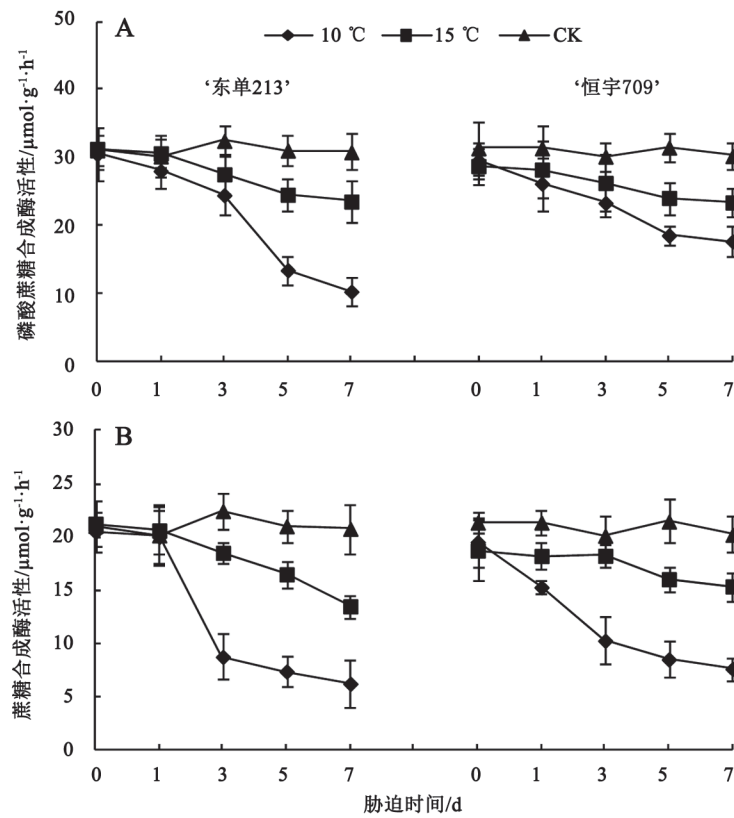 A
10 ℃ 15 ℃ CK
‘东单213’ ‘恒宇709’
磷酸蔗糖合成酶活性/μmol·g⁻¹·h⁻¹
50
40
30
20
10
0
0 1 3 5 7 0 1 3 5 7
B
蔗糖合成酶活性/μmol·g⁻¹·h⁻¹
30
25
20
15
10
5
0
0 1 3 5 7 0 1 3 5 7
胁迫时间/d